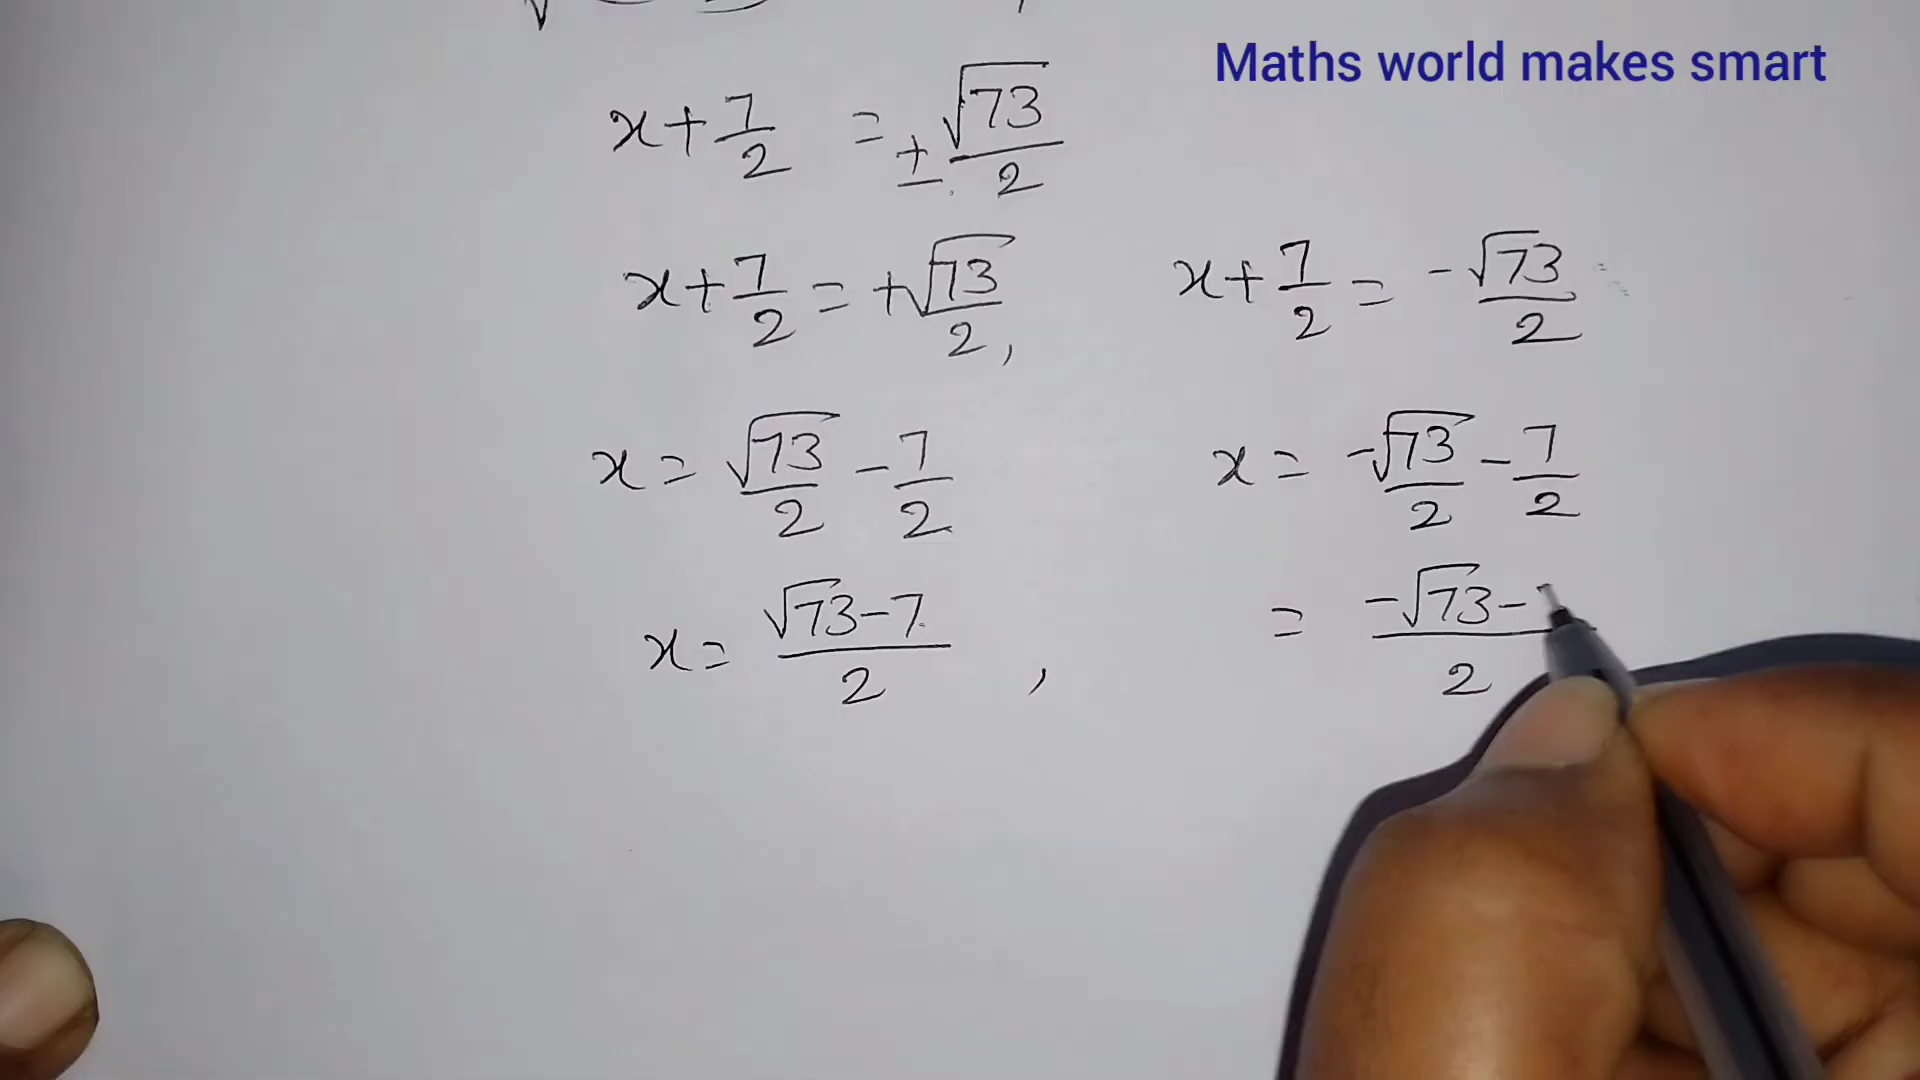 Maths world makes smart
x + 7/2 = ± √73/2
x + 7/2 = + √73/2 , x + 7/2 = - √73/2
x = √73/2 - 7/2 x = - √73/2 - 7/2
x = (√73 - 7)/2 , = (-√73 -)/2